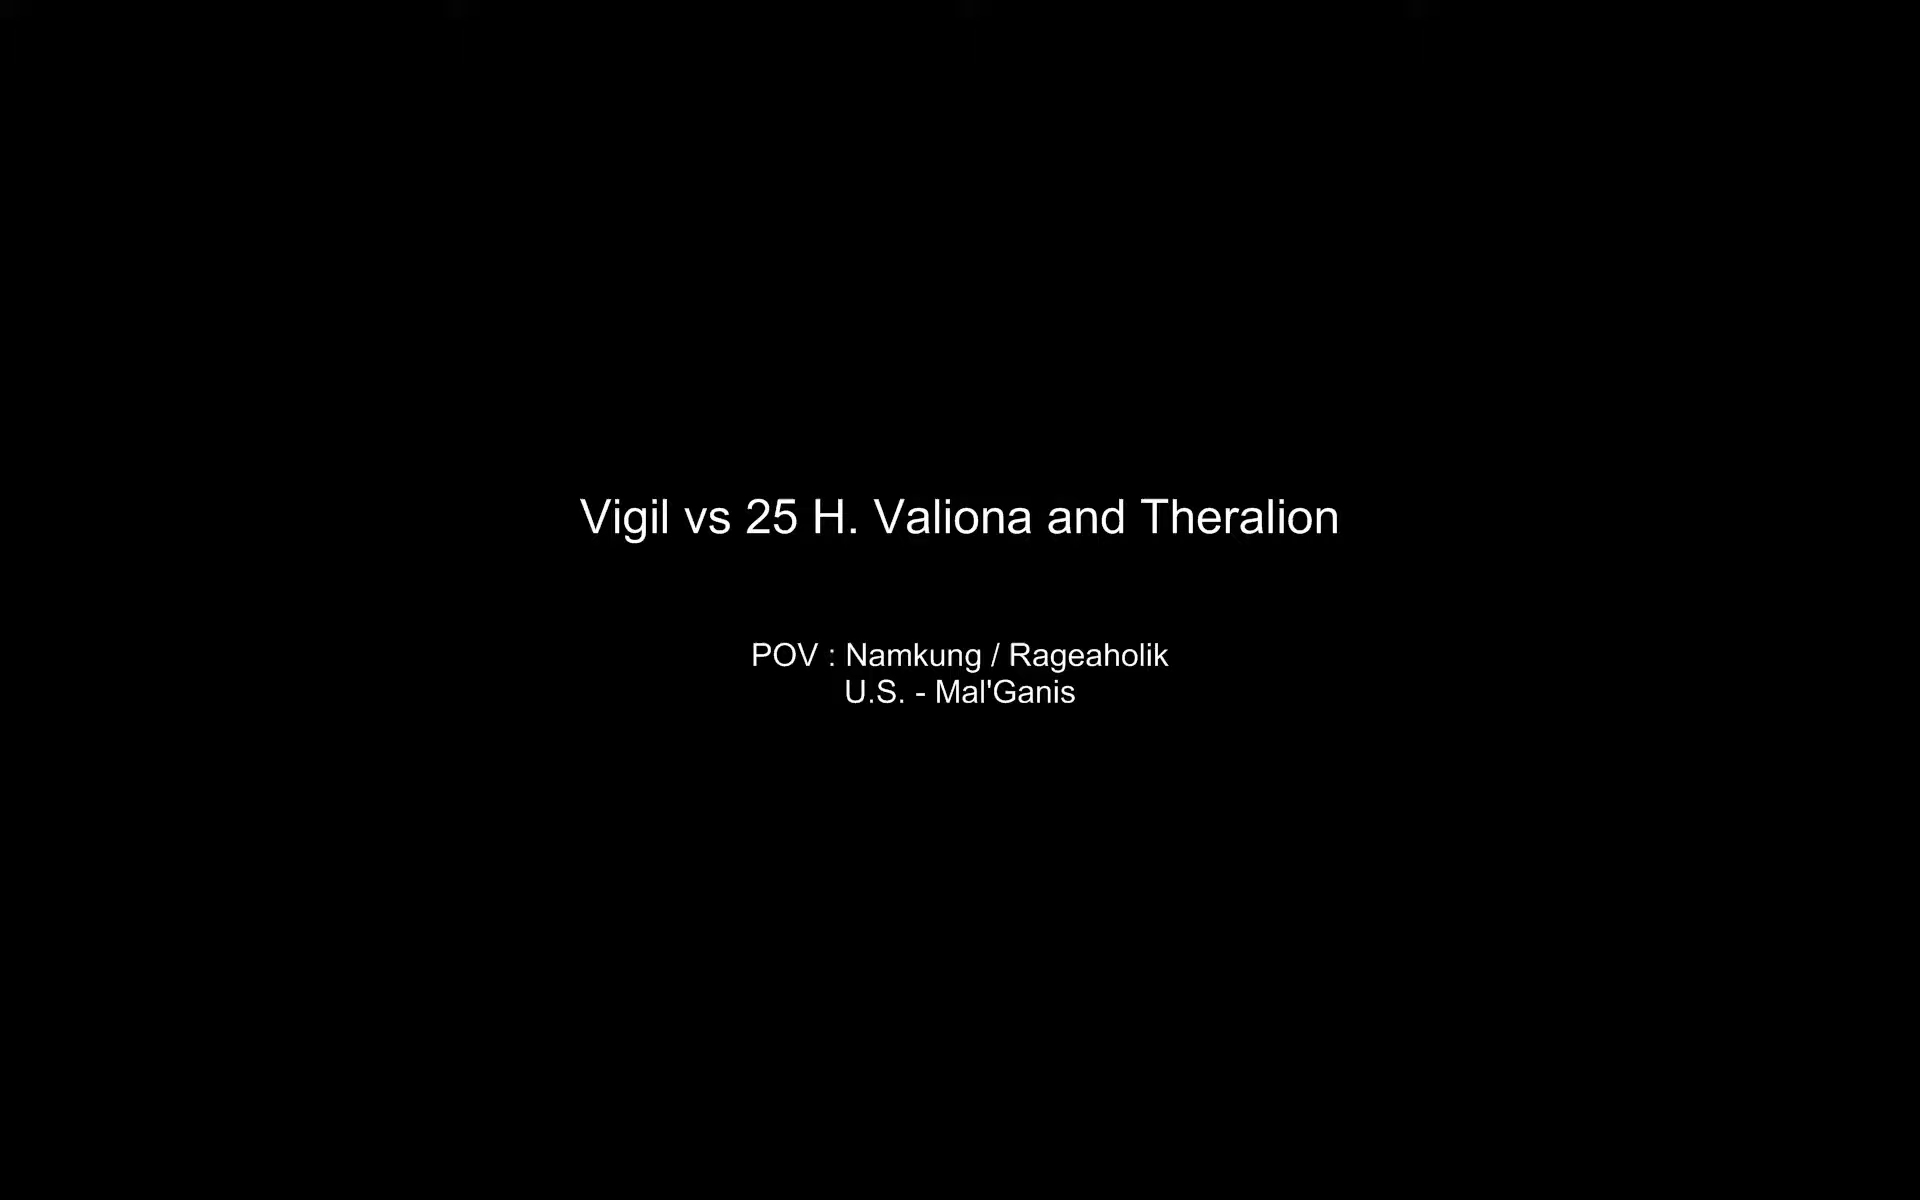 Vigil vs 25 H. Valiona and Theralion
POV : Namkung / Rageaholik
U.S. - Mal'Ganis